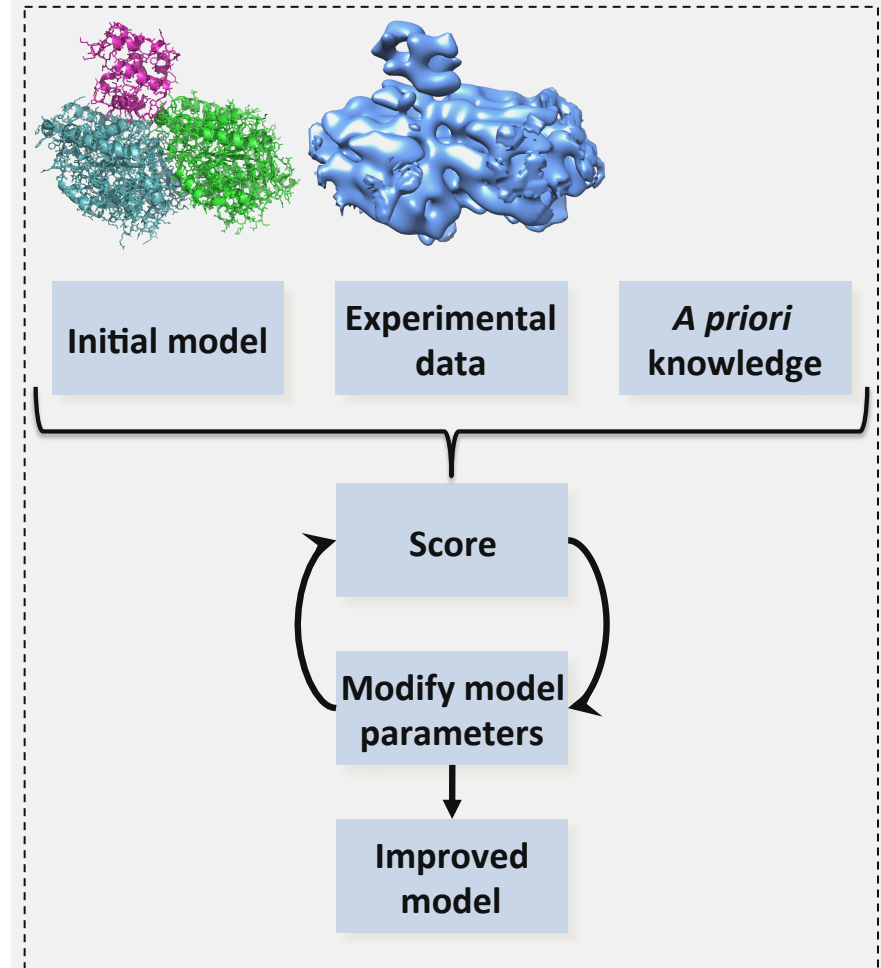 Initial model
Experimental
data
A priori
knowledge
Score
Modify model
parameters
Improved
model